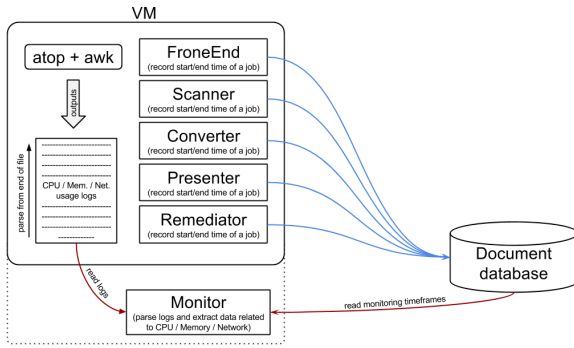 VM
atop + awk
outputs
parse from end of file
CPU / Mem. / Net.
usage logs
FroneEnd
(record start/end time of a job)
Scanner
(record start/end time of a job)
Converter
(record start/end time of a job)
Presenter
(record start/end time of a job)
Remediator
(record start/end time of a job)
Document
database
read logs
read monitoring timeframes
Monitor
(parse logs and extract data related
to CPU / Memory / Network)